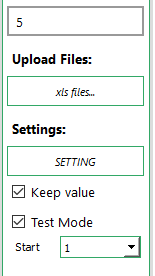 5
Upload Files:
xls files...
Settings:
SETTING
Keep value
Test Mode
Start 1